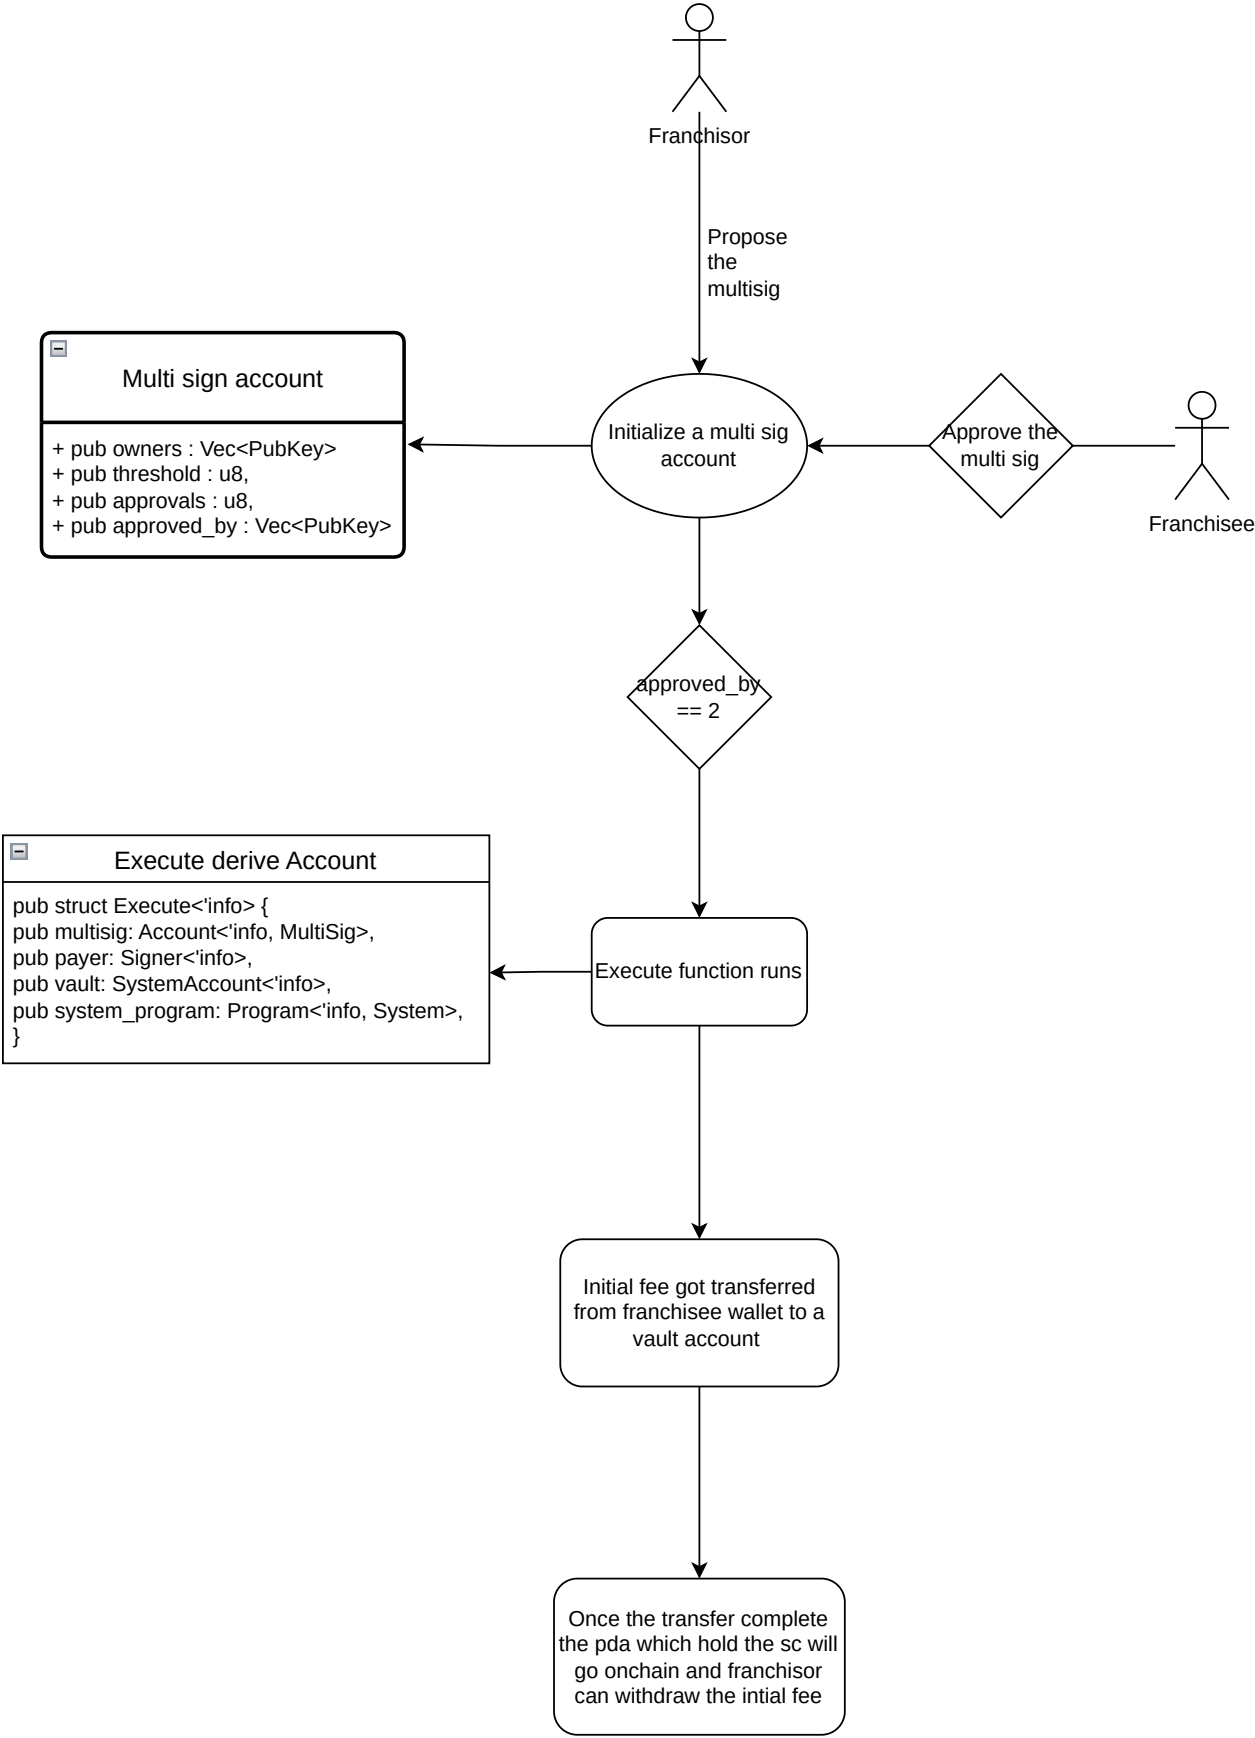 Franchisor
Propose
the
multisig
Multi sign account
+ pub owners : Vec<PubKey>
+ pub threshold : u8,
+ pub approvals : u8,
+ pub approved_by : Vec<PubKey>
Initialize a multi sig
account
Approve the
multi sig
Franchisee
approved_by
== 2
Execute derive Account
pub struct Execute<'info> {
pub multisig: Account<'info, MultiSig>,
pub payer: Signer<'info>,
pub vault: SystemAccount<'info>,
pub system_program: Program<'info, System>,
}
Execute function runs
Initial fee got transferred
from franchisee wallet to a
vault account
Once the transfer complete
the pda which hold the sc will
go onchain and franchisor
can withdraw the intial fee